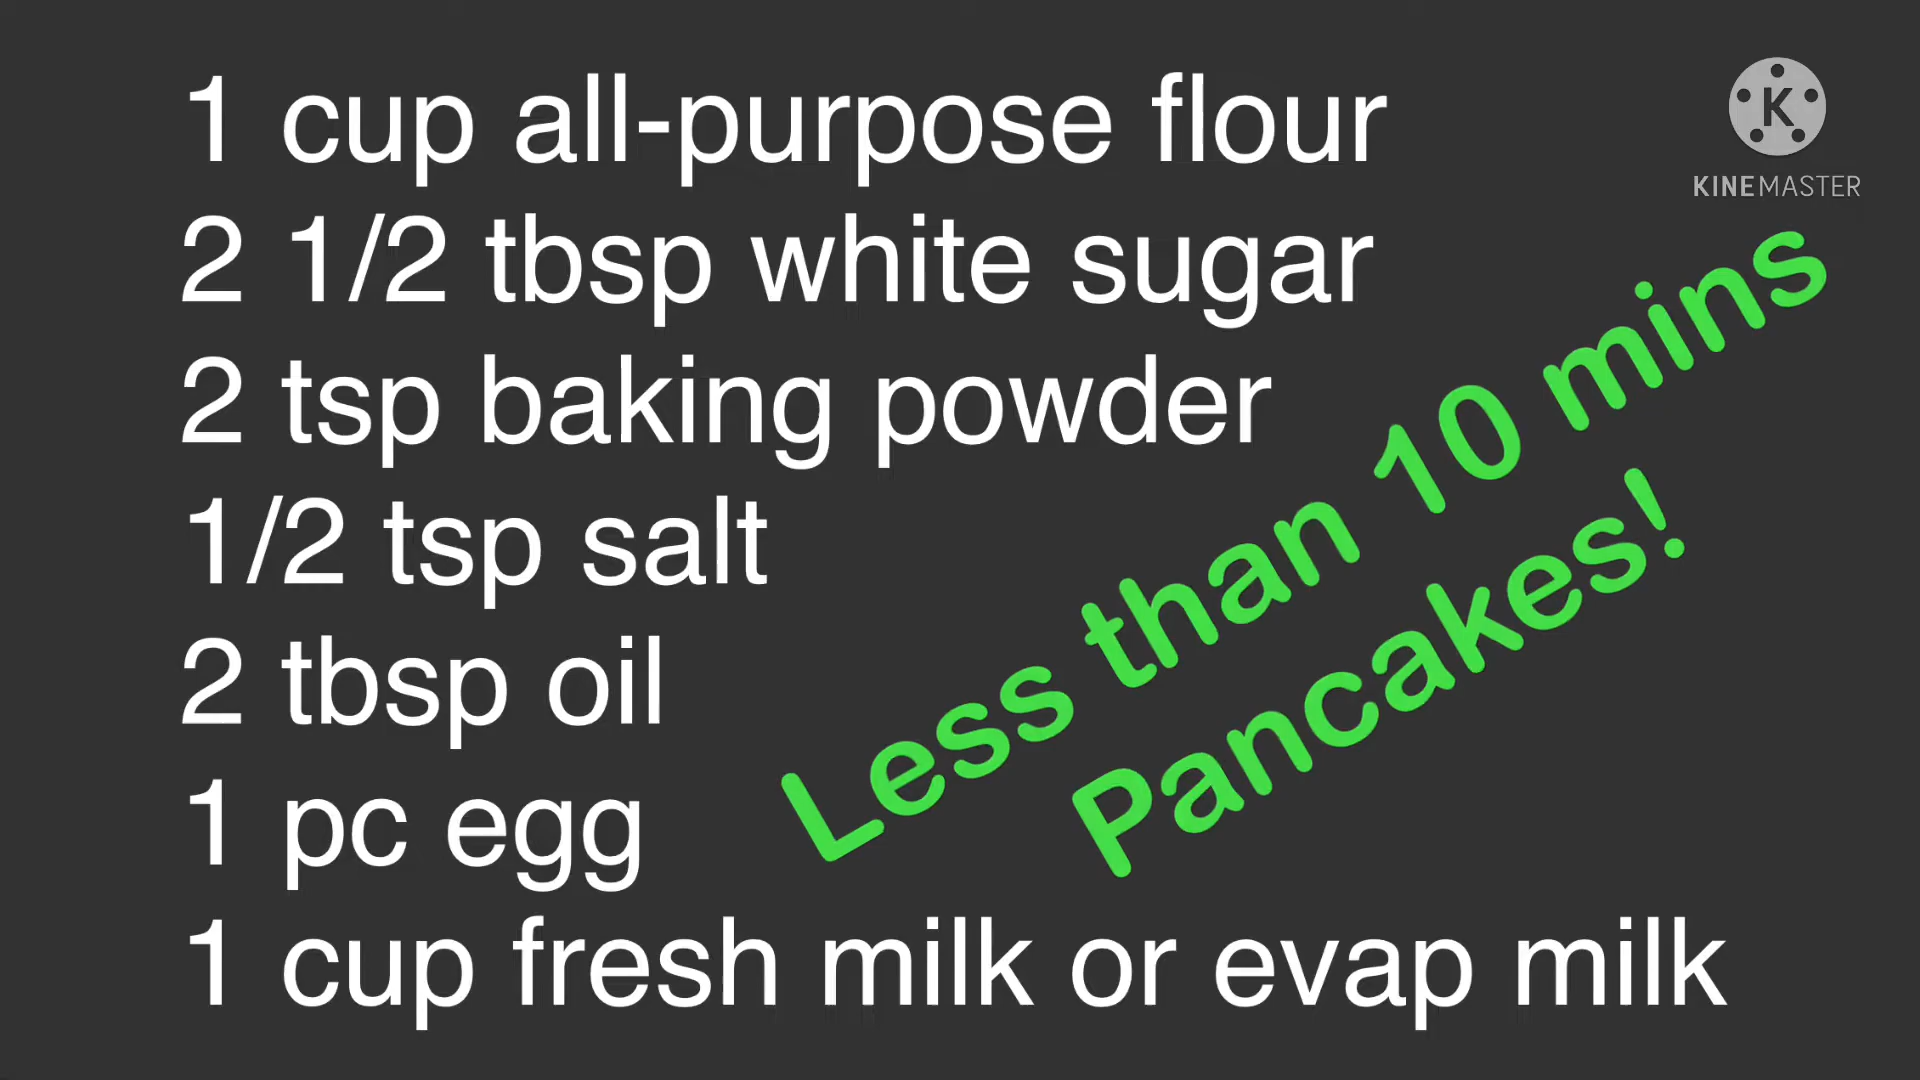 1 cup all-purpose flour
2 1/2 tbsp white sugar
2 tsp baking powder
1/2 tsp salt
2 tbsp oil
1 pc egg
1 cup fresh milk or evap milk
Less than 10 mins
Pancakes!
K
KINEMASTER